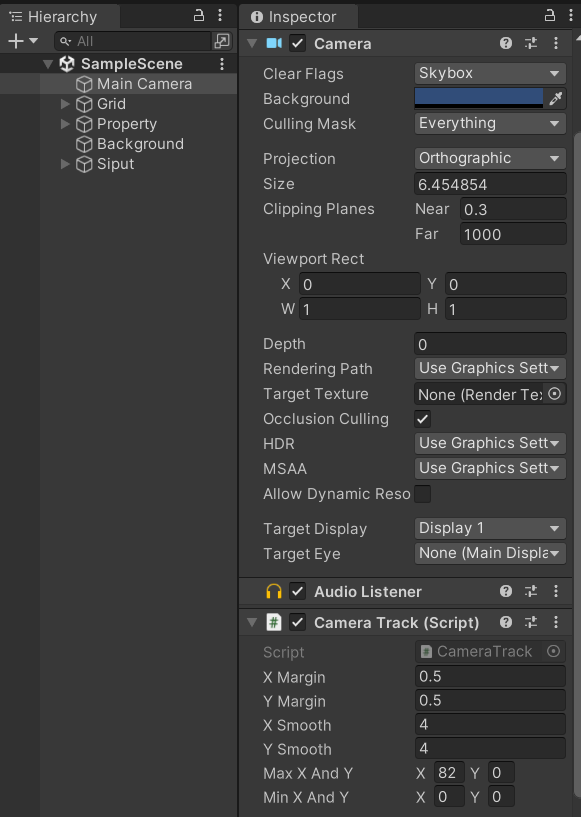 Hierarchy
All
SampleScene
Main Camera
Grid
Property
Background
Siput
Inspector
Camera
Clear Flags Skybox
Background
Culling Mask Everything
Projection Orthographic
Size 6.454854
Clipping Planes Near 0.3
Far 1000
Viewport Rect
X 0 Y 0
W 1 H 1
Depth 0
Rendering Path Use Graphics Sett
Target Texture None (Render Tex
Occlusion Culling
HDR Use Graphics Sett
MSAA Use Graphics Sett
Allow Dynamic Reso
Target Display Display 1
Target Eye None (Main Displa
Audio Listener
# Camera Track (Script)
Script # CameraTrack
X Margin 0.5
Y Margin 0.5
X Smooth 4
Y Smooth 4
Max X And Y X 82 Y 0
Min X And Y X 0 Y 0